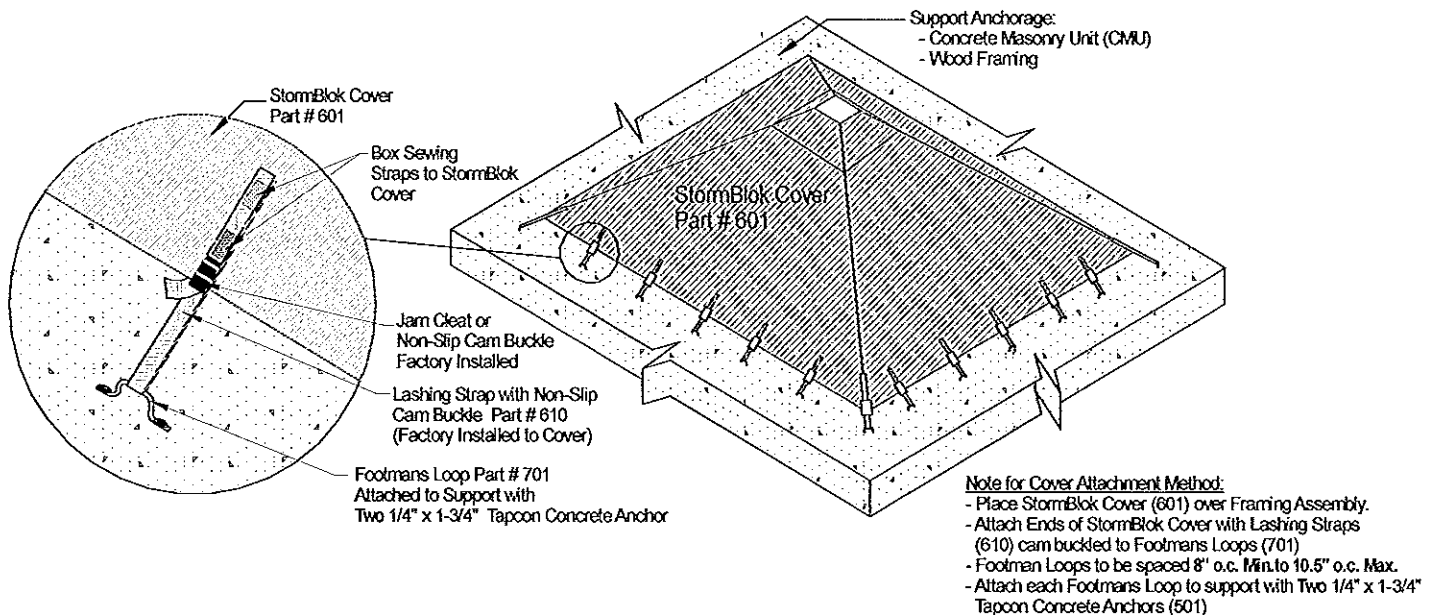 Support Anchorage:
- Concrete Masonry Unit (CMU)
- Wood Framing
StormBlok Cover
Part # 601
Box Sewing
Straps to StormBlok
Cover
StormBlok Cover
Part # 601
Jam Cleat or
Non-Slip Cam Buckle
Factory Installed
Lashing Strap with Non-Slip
Cam Buckle Part # 610
(Factory Installed to Cover)
Footmans Loop Part # 701
Attached to Support with
Two 1/4" x 1-3/4" Tapcon Concrete Anchor
Note for Cover Attachment Method:
- Place StormBlok Cover (601) over Framing Assembly.
- Attach Ends of StormBlok Cover with Lashing Straps
(610) cam buckled to Footmans Loops (701)
- Footman Loops to be spaced 8" o.c. Min.to 10.5" o.c. Max.
- Attach each Footmans Loop to support with Two 1/4" x 1-3/4"
Tapcon Concrete Anchors (501)